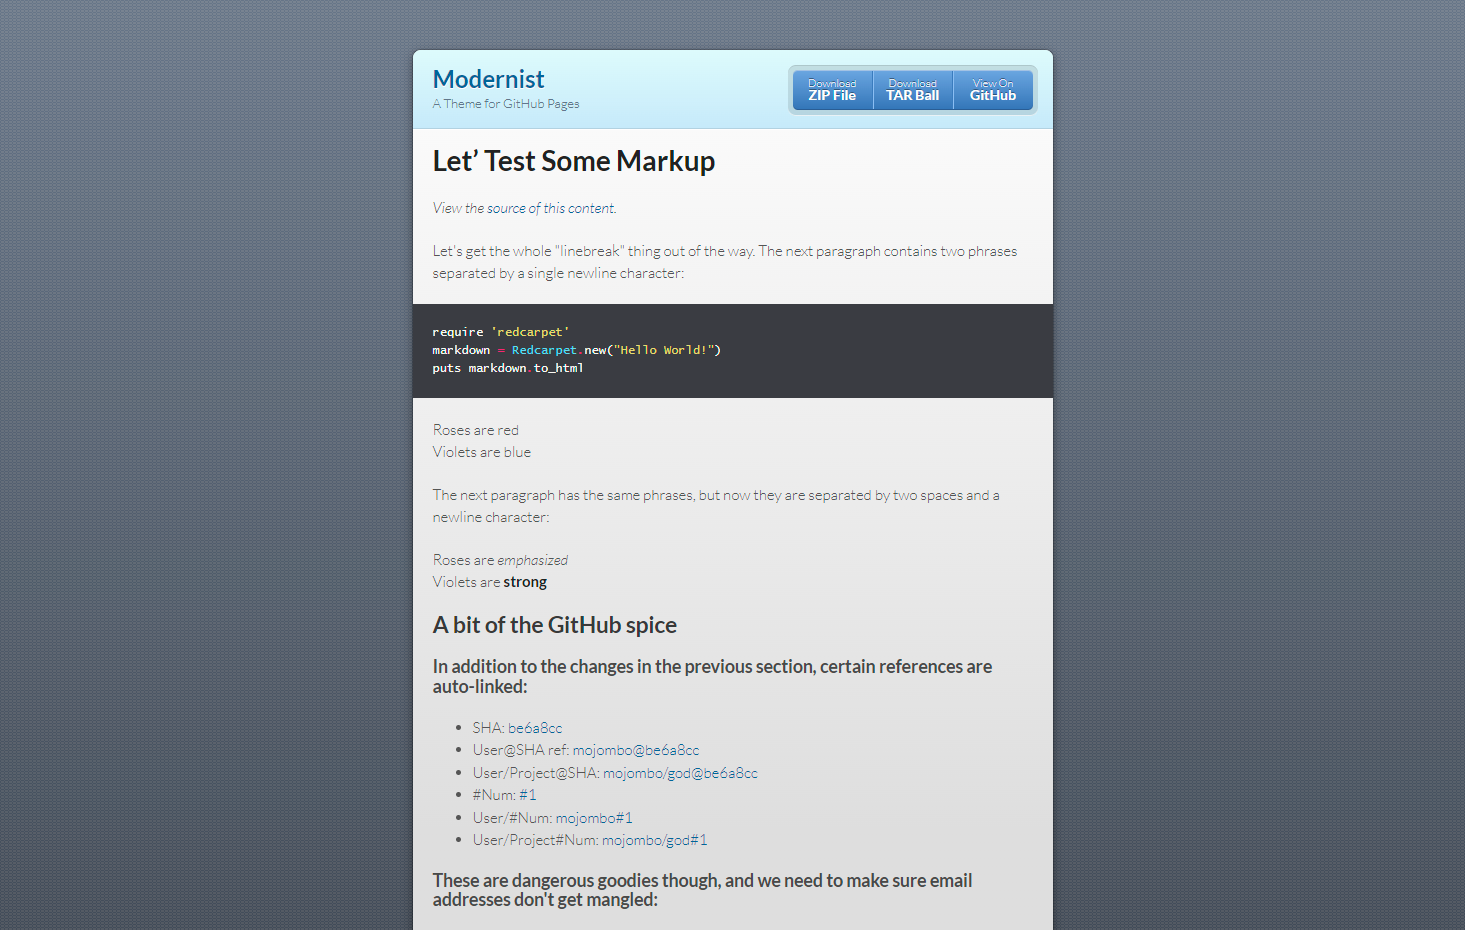 Modernist
A Theme for GitHub Pages
Download
ZIP File
Download
TAR Ball
View On
GitHub
Let’ Test Some Markup
View the source of this content.
Let's get the whole "linebreak" thing out of the way. The next paragraph contains two phrases
separated by a single newline character:
require 'redcarpet'
markdown = Redcarpet.new("Hello World!")
puts markdown.to_html
Roses are red
Violets are blue
The next paragraph has the same phrases, but now they are separated by two spaces and a
newline character:
Roses are emphasized
Violets are strong
A bit of the GitHub spice
In addition to the changes in the previous section, certain references are
auto-linked:
SHA: be6a8cc
User@SHA ref: mojombo@be6a8cc
User/Project@SHA: mojombo/god@be6a8cc
#Num: #1
User/#Num: mojombo#1
User/Project#Num: mojombo/god#1
These are dangerous goodies though, and we need to make sure email
addresses don't get mangled: